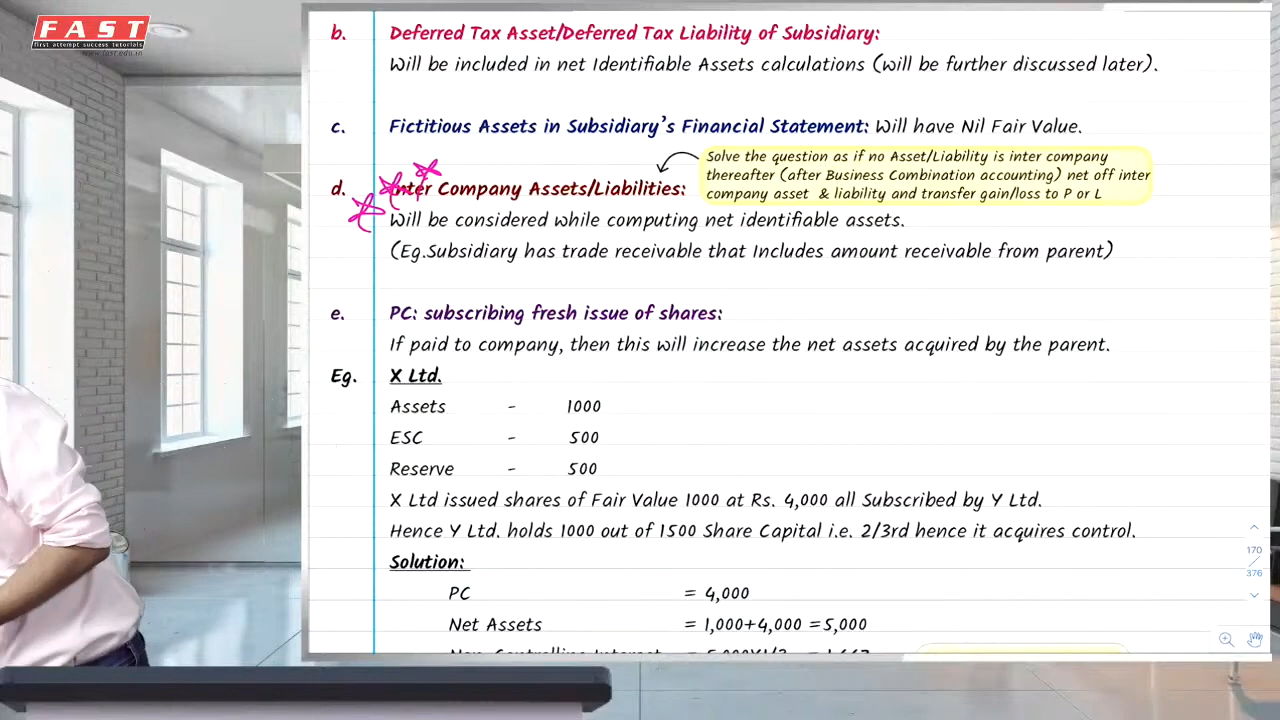 FAST
first attempt success tutorials
www.fast.edu.in
b. Deferred Tax Asset/Deferred Tax Liability of Subsidiary:
Will be included in net Identifiable Assets calculations (will be further discussed later).
c. Fictitious Assets in Subsidiary's Financial Statement: Will have Nil Fair Value.
Solve the question as if no Asset/Liability is inter company
thereafter (after Business Combination accounting) net off inter
company asset & liability and transfer gain/loss to P or L
d. Inter Company Assets/Liabilities:
Will be considered while computing net identifiable assets.
(Eg.Subsidiary has trade receivable that Includes amount receivable from parent)
e. PC: subscribing fresh issue of shares:
If paid to company, then this will increase the net assets acquired by the parent.
Eg. X Ltd.
Assets - 1000
ESC - 500
Reserve - 500
X Ltd issued shares of Fair Value 1000 at Rs. 4,000 all Subscribed by Y Ltd.
Hence Y Ltd. holds 1000 out of 1500 Share Capital i.e. 2/3rd hence it acquires control.
Solution:
PC = 4,000
Net Assets = 1,000+4,000 =5,000
170
376